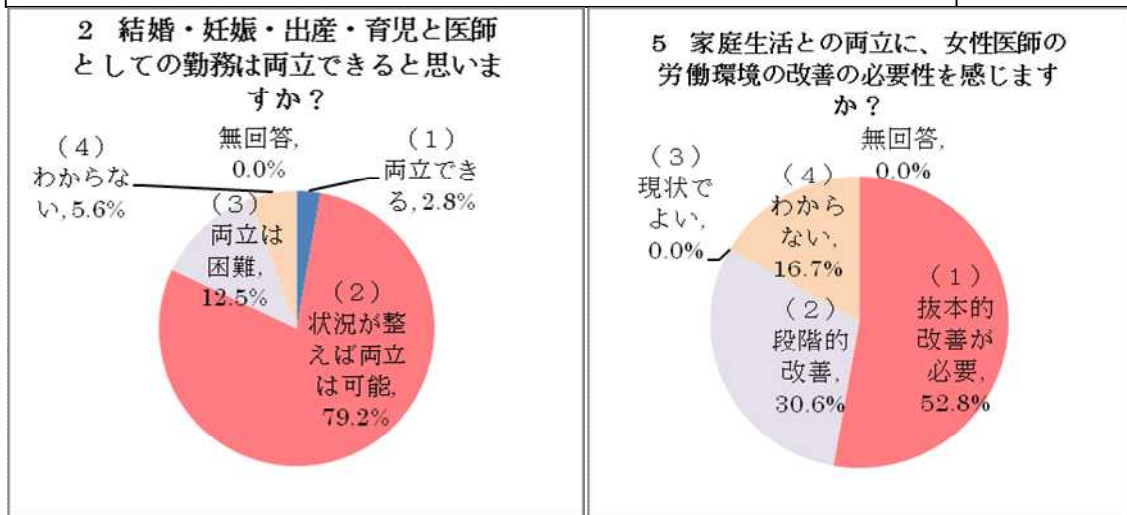 2　結婚・妊娠・出産・育児と医師
としての勤務は両立できると思いま
すか？
無回答,
0.0%
（１）
両立でき
る,2.8%
（４）
わからな
い,5.6%
（３）
両立は
困難,
12.5%
（２）
状況が整
えば両立
は可能,
79.2%
5　家庭生活との両立に、女性医師の
労働環境の改善の必要性を感じます
か？
無回答,
0.0%
（３）
現状で
よい,
0.0%
（４）
わから
ない,
16.7%
（１）
抜本的
改善が
必要,
52.8%
（２）
段階的
改善,
30.6%